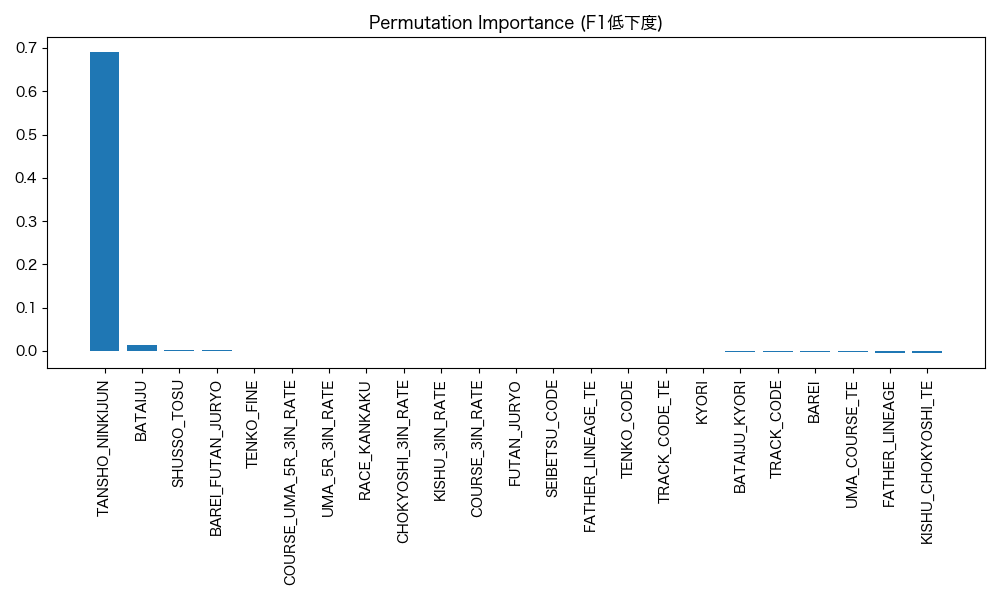 Permutation Importance (F1低下度)
0.7
0.6
0.5
0.4
0.3
0.2
0.1
0.0
TANSHO_NINKIJUN
BATAIJU
SHUSSO_TOSU
BAREI_FUTAN_JURYO
TENKO_FINE
COURSE_UMA_5R_3IN_RATE
UMA_5R_3IN_RATE
RACE_KANKAKU
CHOKYOSHI_3IN_RATE
KISHU_3IN_RATE
COURSE_3IN_RATE
FUTAN_JURYO
SEIBETSU_CODE
FATHER_LINEAGE_TE
TENKO_CODE
TRACK_CODE_TE
KYORI
BATAIJU_KYORI
TRACK_CODE
BAREI
UMA_COURSE_TE
FATHER_LINEAGE
KISHU_CHOKYOSHI_TE